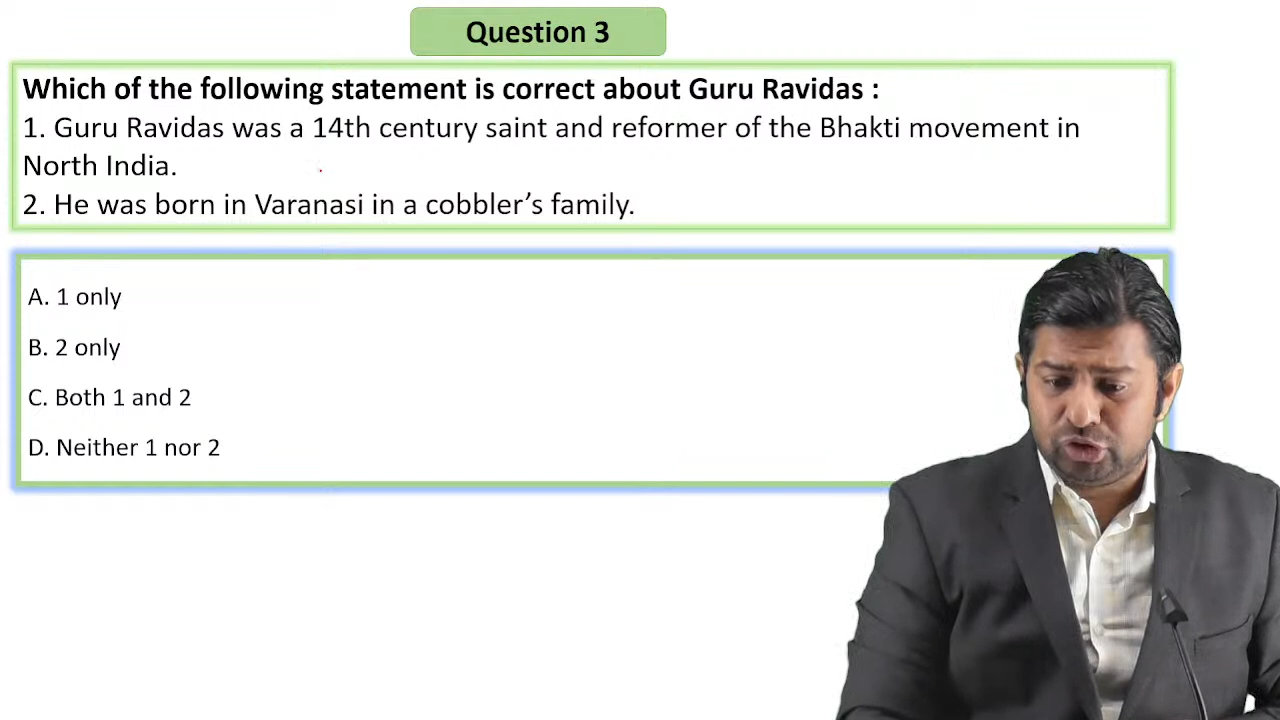 Question 3
Which of the following statement is correct about Guru Ravidas :
1. Guru Ravidas was a 14th century saint and reformer of the Bhakti movement in
North India.
2. He was born in Varanasi in a cobbler’s family.
A. 1 only
B. 2 only
C. Both 1 and 2
D. Neither 1 nor 2